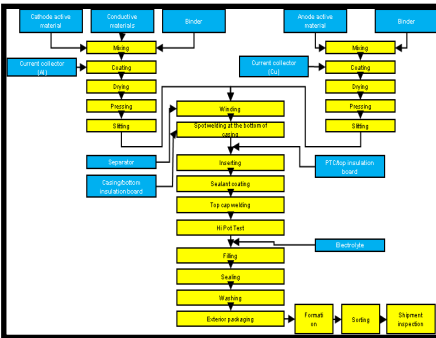 Cathode active
material
Conductive
materials
Binder
Anode active
material
Binder
Mixing
Mixing
Current collector
(Al)
Coating
Current collector
(Cu)
Coating
Drying
Drying
Pressing
Pressing
Slitting
Slitting
Winding
Spot welding at the bottom of
casing
Separator
Inserting
PTC/top insulation
board
Casing/bottom
insulation board
Sealant coating
Top cap welding
Hi Pot Test
Electrolyte
Filling
Sealing
Washing
Exterior packaging
Formati
on
Sorting
Shipment
inspection